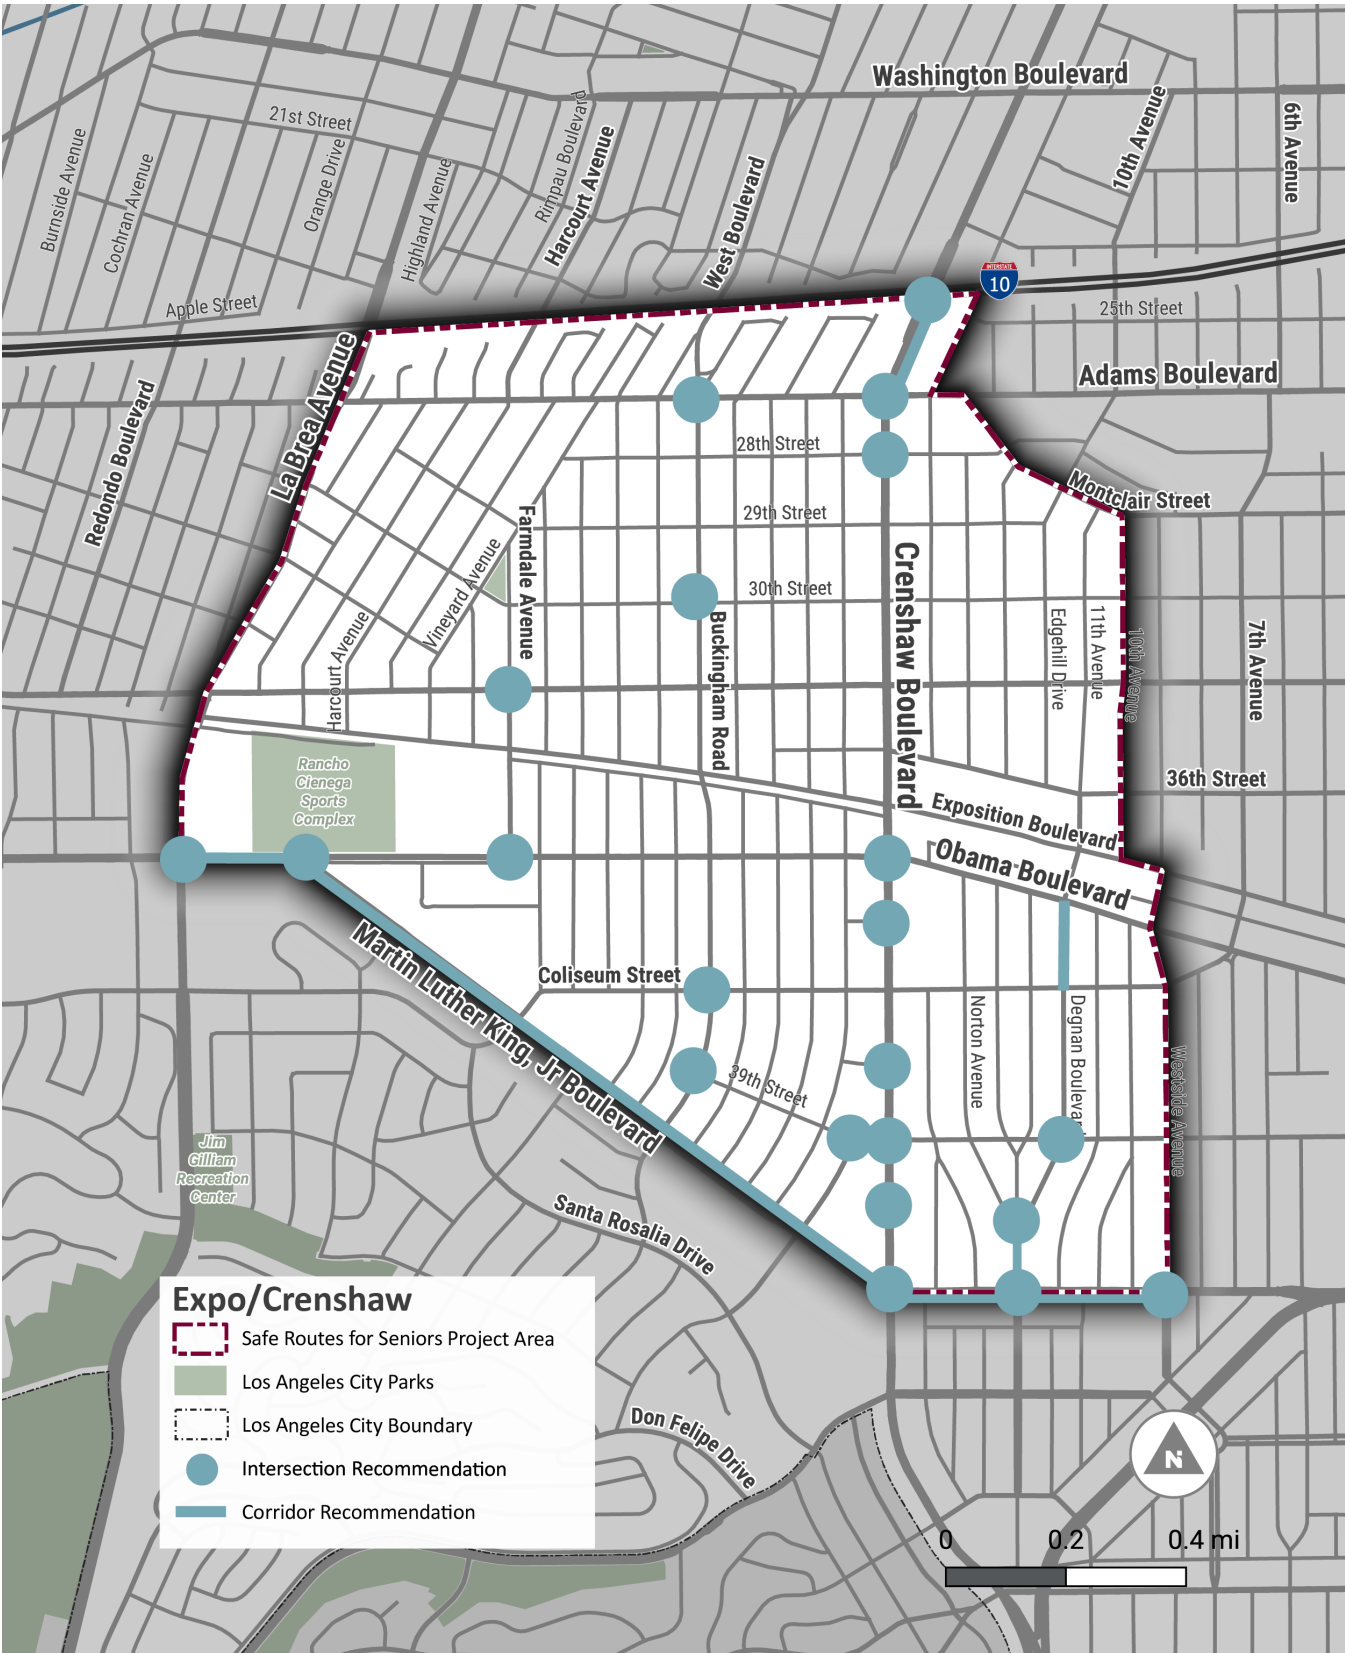 Washington Boulevard
21st Street
Burnside Avenue
Cochran Avenue
Orange Drive
Highland Avenue
Rimpau Boulevard
Harcourt Avenue
West Boulevard
10th Avenue
6th Avenue
INTERSTATE
10
Apple Street
25th Street
La Brea Avenue
Adams Boulevard
Redondo Boulevard
28th Street
Montclair Street
29th Street
Farmdale Avenue
Vineyard Avenue
30th Street
Crenshaw Boulevard
Buckingham Road
Harcourt Avenue
Edgehill Drive
11th Avenue
10th Avenue
7th Avenue
Rancho
Cienega
Sports
Complex
36th Street
Exposition Boulevard
Obama Boulevard
Martin Luther King, Jr Boulevard
Coliseum Street
Norton Avenue
Degnan Boulevar
39th Street
Westside Avenue
Jim
Gilliam
Recreation
Center
Santa Rosalia Drive
Expo/Crenshaw
Safe Routes for Seniors Project Area
Los Angeles City Parks
Los Angeles City Boundary
Intersection Recommendation
Corridor Recommendation
Don Felipe Drive
N
0 0.2 0.4 mi